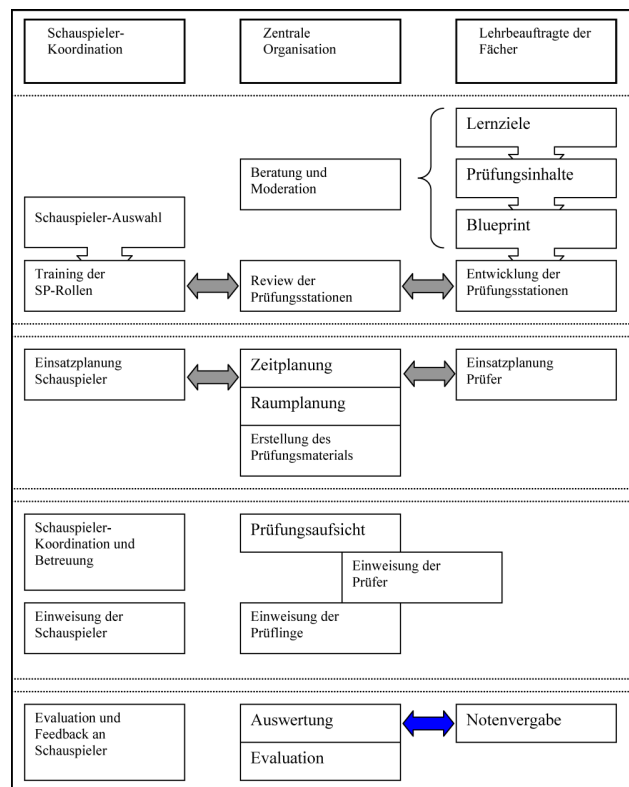 Schauspieler-
Koordination
Zentrale
Organisation
Lehrbeauftragte der
Fächer
Lernziele
Beratung und
Moderation
Prüfungsinhalte
Schauspieler-Auswahl
Blueprint
Training der
SP-Rollen
Review der
Prüfungsstationen
Entwicklung der
Prüfungsstationen
Einsatzplanung
Schauspieler
Zeitplanung
Einsatzplanung
Prüfer
Raumplanung
Erstellung des
Prüfungsmaterials
Schauspieler-
Koordination und
Betreuung
Prüfungsaufsicht
Einweisung der
Prüfer
Einweisung der
Schauspieler
Einweisung der
Prüflinge
Evaluation und
Feedback an
Schauspieler
Auswertung
Notenvergabe
Evaluation